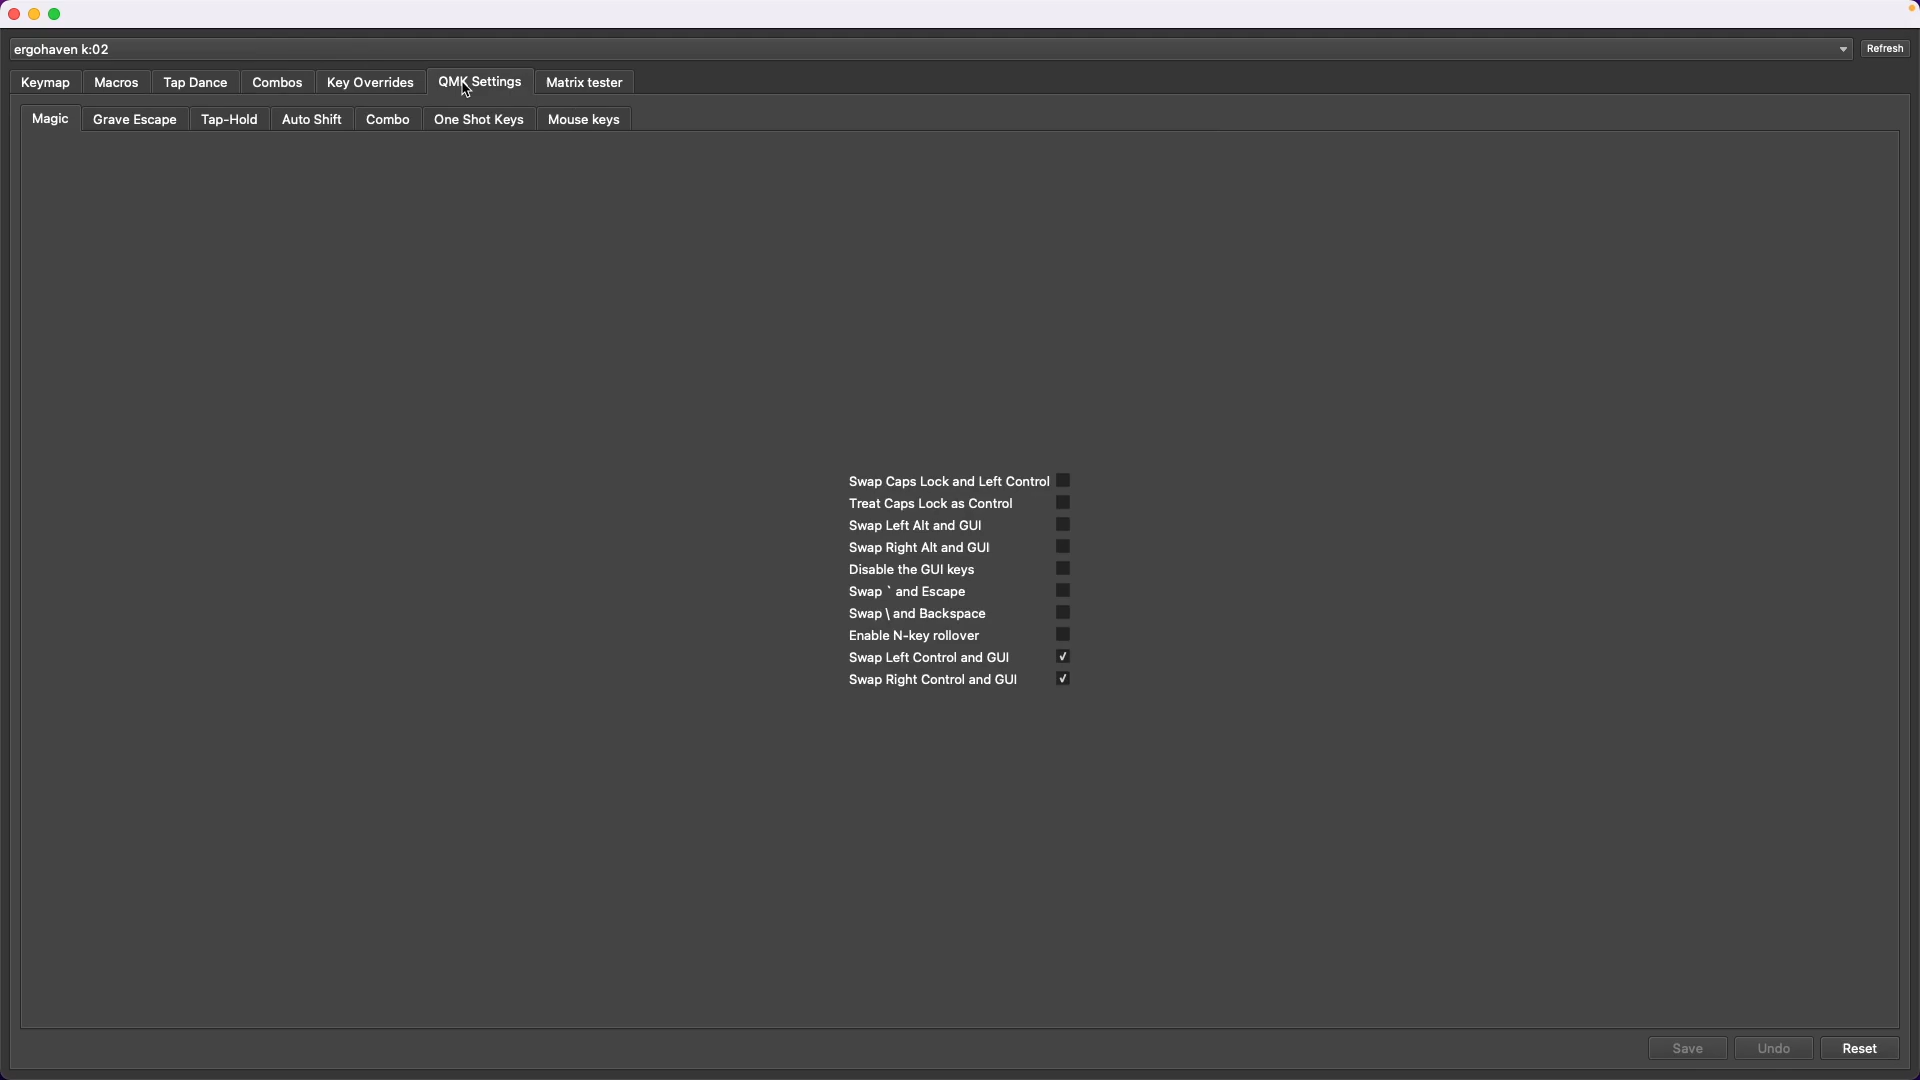 ergohaven k:02
Refresh
Keymap Macros Tap Dance Combos Key Overrides QMK Settings Matrix tester
Magic Grave Escape Tap-Hold Auto Shift Combo One Shot Keys Mouse keys
Swap Caps Lock and Left Control
Treat Caps Lock as Control
Swap Left Alt and GUI
Swap Right Alt and GUI
Disable the GUI keys
Swap ` and Escape
Swap \ and Backspace
Enable N-key rollover
Swap Left Control and GUI
Swap Right Control and GUI
Save Undo Reset